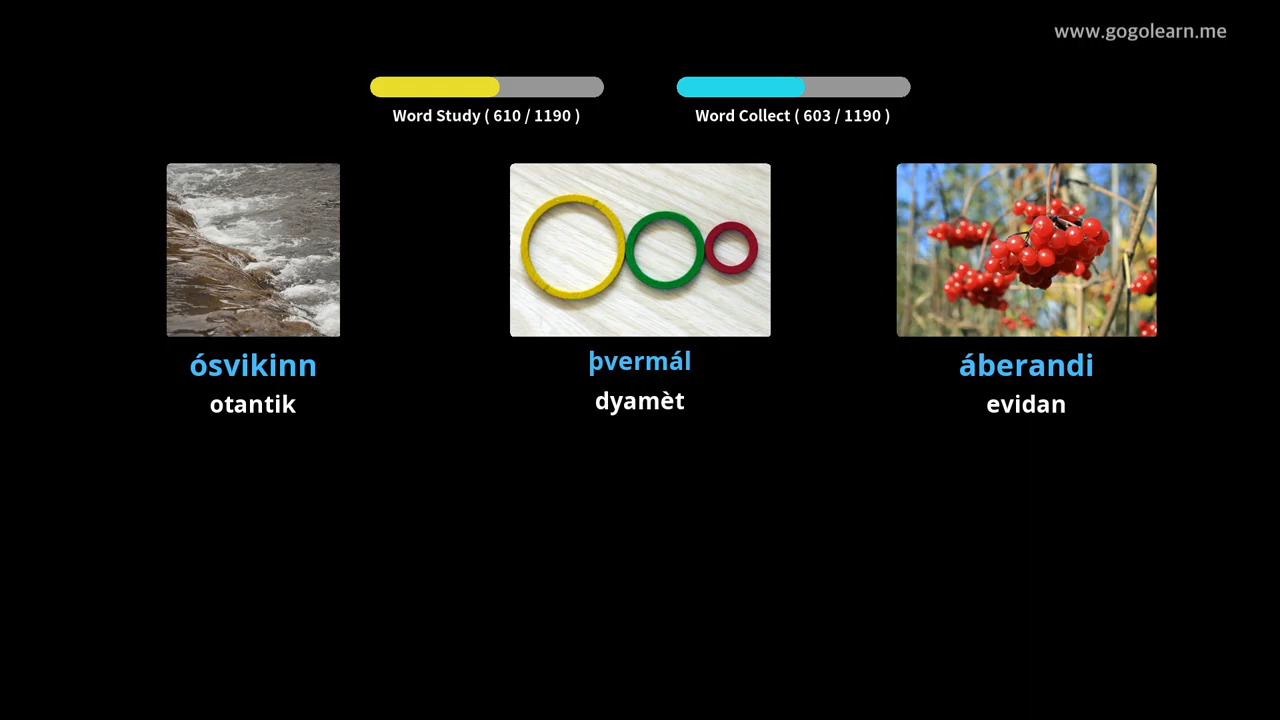 www.gogolearn.me
Word Study ( 610 / 1190 )
Word Collect ( 603 / 1190 )
ósvikinn
otantik
þvermál
dyamèt
áberandi
evidan